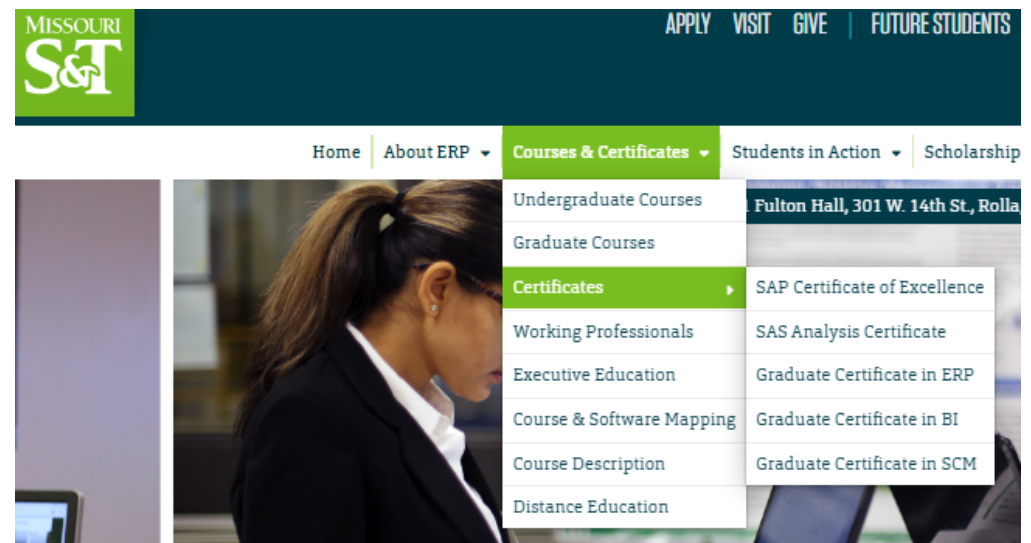 MISSOURI
S&T
APPLY VISIT GIVE | FUTURE STUDENTS
Home About ERP Courses & Certificates Students in Action Scholarship
Fulton Hall, 301 W. 14th St., Rolla,
Undergraduate Courses
Graduate Courses
Certificates
Working Professionals
Executive Education
Course & Software Mapping
Course Description
Distance Education
SAP Certificate of Excellence
SAS Analysis Certificate
Graduate Certificate in ERP
Graduate Certificate in BI
Graduate Certificate in SCM